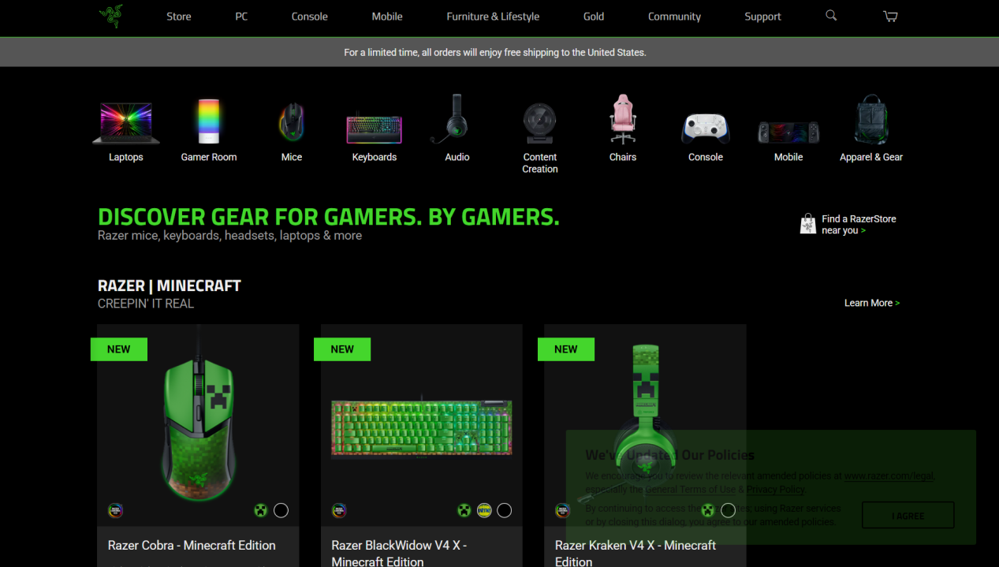 Store PC Console Mobile Furniture & Lifestyle Gold Community Support
For a limited time, all orders will enjoy free shipping to the United States.
Laptops Gamer Room Mice Keyboards Audio Content Chairs Console Mobile Apparel & Gear
Creation
DISCOVER GEAR FOR GAMERS. BY GAMERS.
Razer mice, keyboards, headsets, laptops & more
Find a RazerStore
near you >
RAZER | MINECRAFT
CREEPIN' IT REAL
Learn More >
NEW NEW NEW
MINECRAFT
We've Updated Our Policies
We encourage you to review the relevant amended policies at www.razer.com/legal,
especially the General Terms of Use & Privacy Policy.
By continuing to access the sites, using Razer services
or by closing this dialog, you agree to our amended policies.
I AGREE
Razer Cobra - Minecraft Edition
Razer BlackWidow V4 X -
Minecraft Edition
Razer Kraken V4 X - Minecraft
Edition